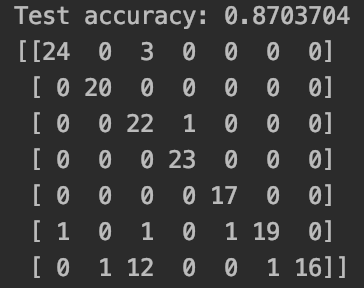 Test accuracy: 0.8703704
[[24  0  3  0  0  0  0]
 [ 0 20  0  0  0  0  0]
 [ 0  0 22  1  0  0  0]
 [ 0  0  0 23  0  0  0]
 [ 0  0  0  0 17  0  0]
 [ 1  0  1  0  1 19  0]
 [ 0  1 12  0  0  1 16]]